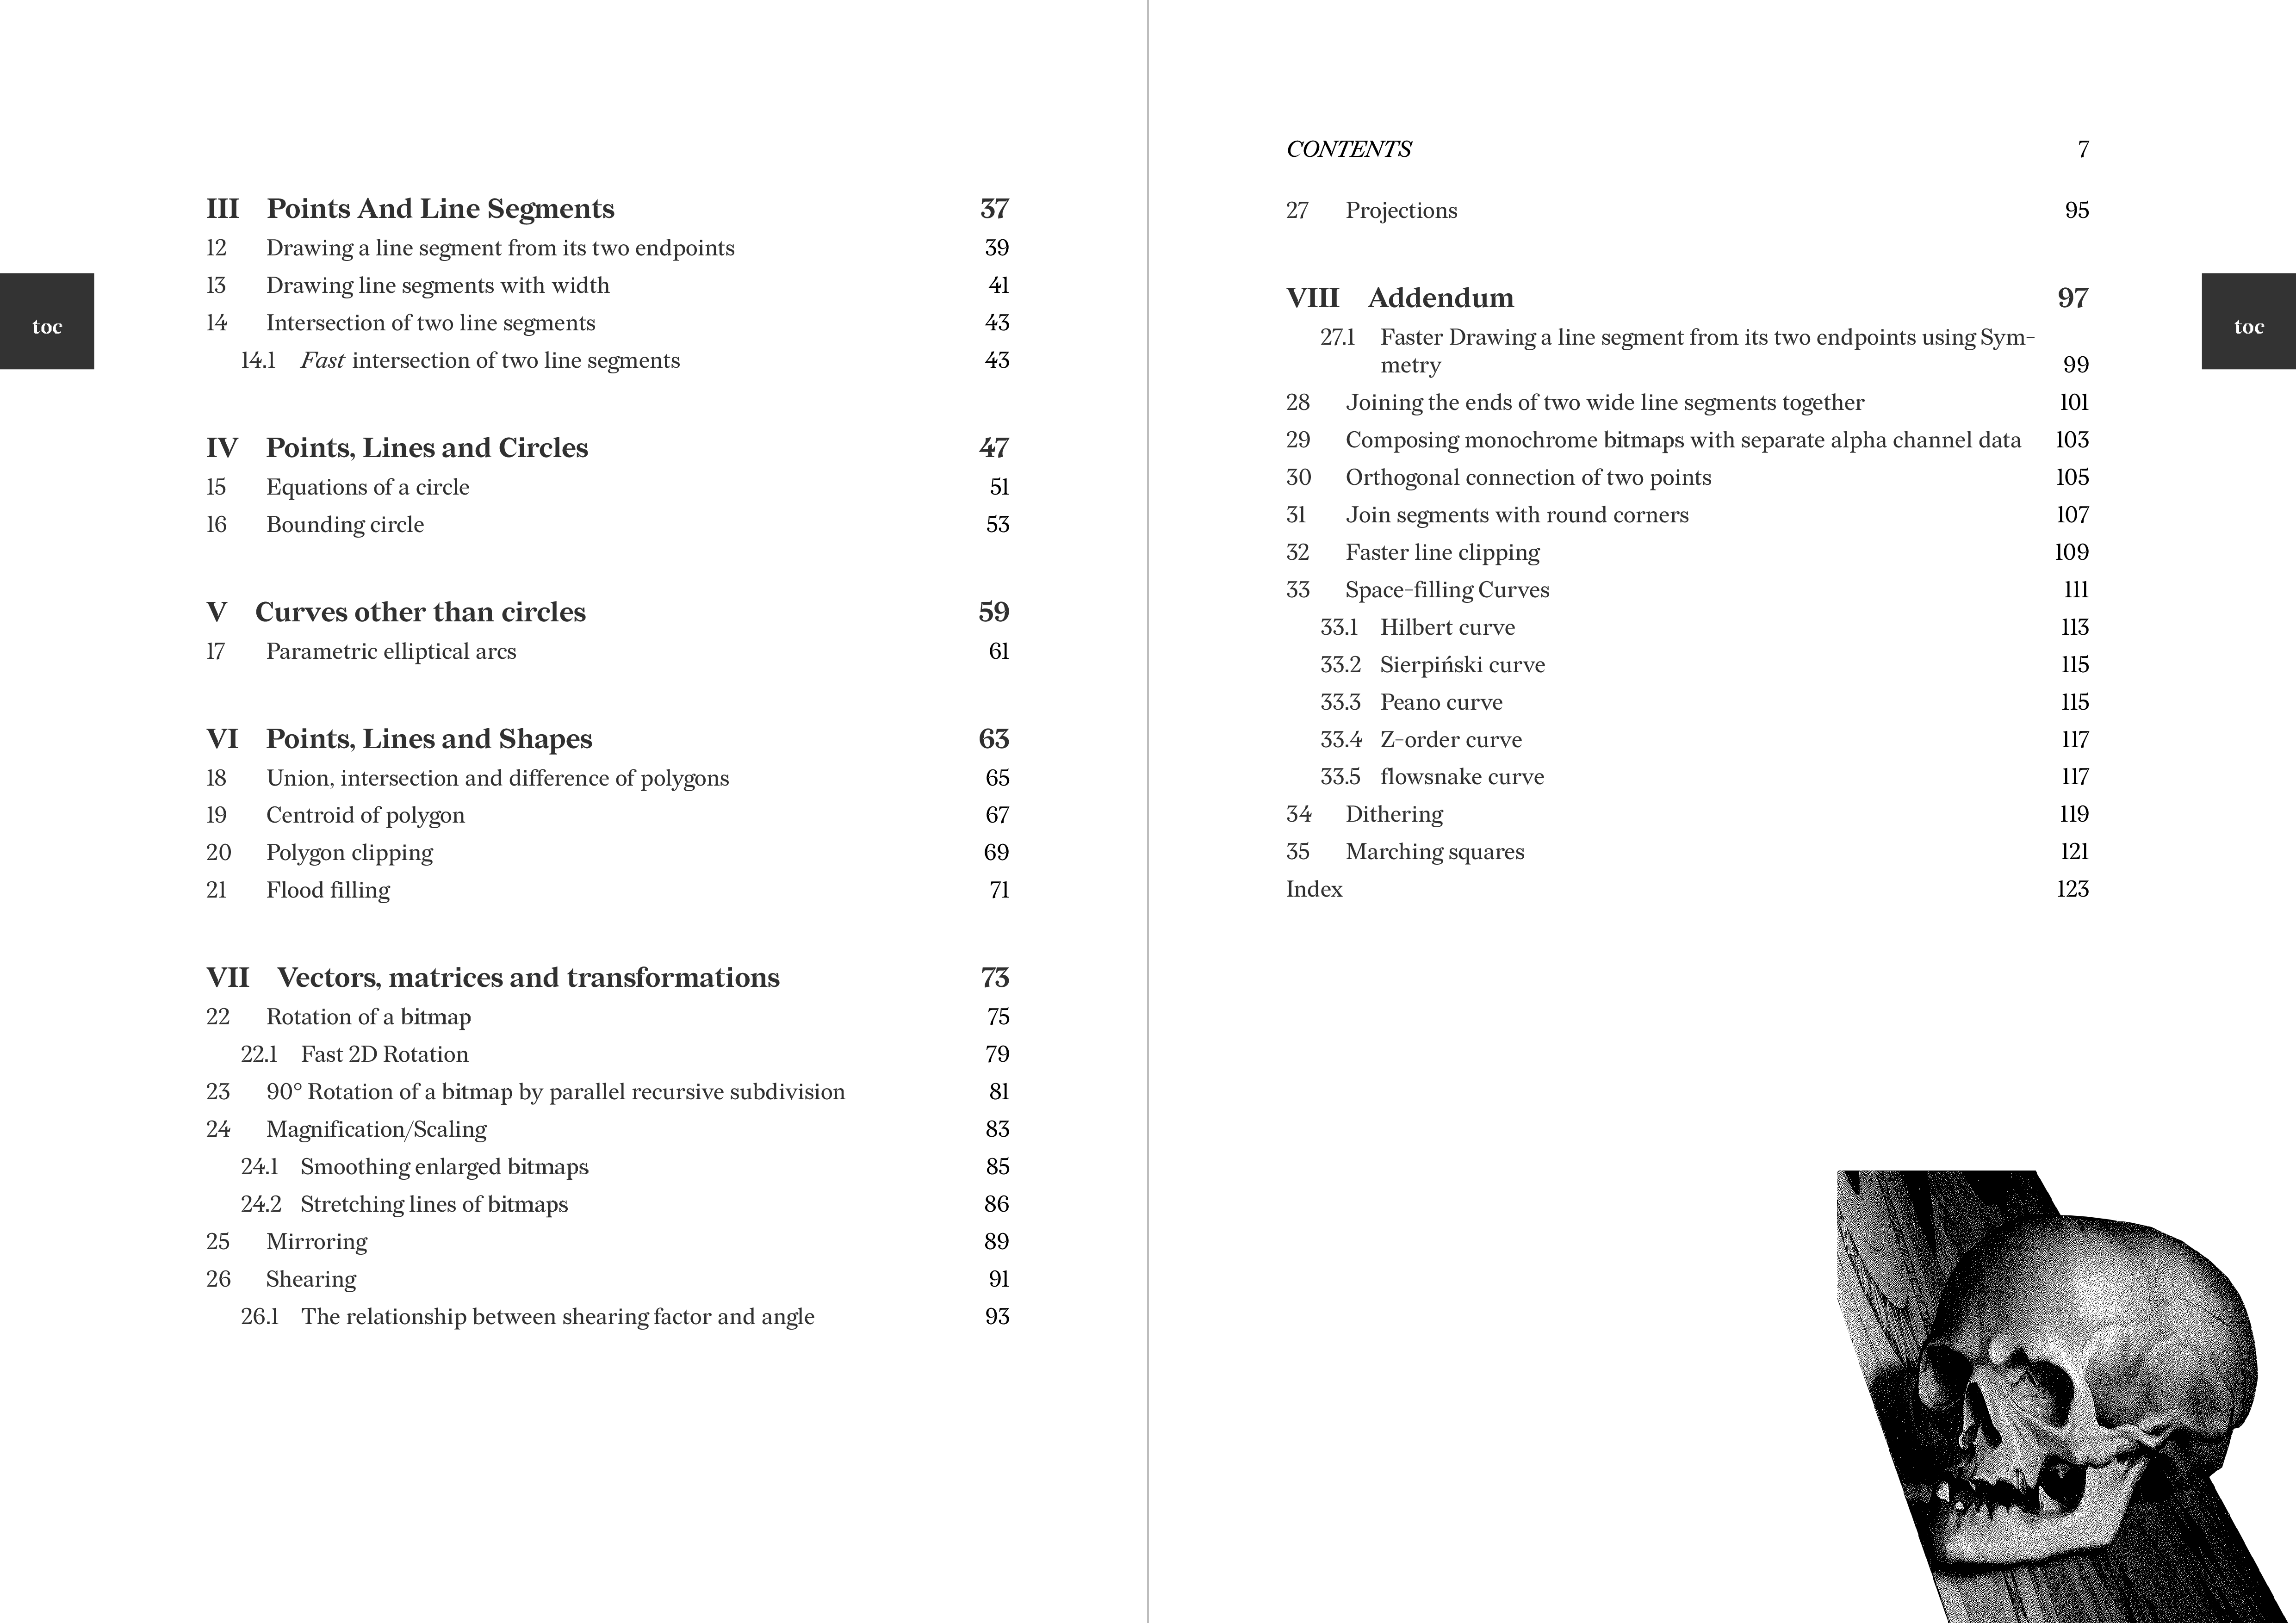 III Points And Line Segments 37
12 Drawing a line segment from its two endpoints 39
13 Drawing line segments with width 41
14 Intersection of two line segments 43
14.1 Fast intersection of two line segments 43
IV Points, Lines and Circles 47
15 Equations of a circle 51
16 Bounding circle 53
V Curves other than circles 59
17 Parametric elliptical arcs 61
VI Points, Lines and Shapes 63
18 Union, intersection and difference of polygons 65
19 Centroid of polygon 67
20 Polygon clipping 69
21 Flood filling 71
VII Vectors, matrices and transformations 73
22 Rotation of a bitmap 75
22.1 Fast 2D Rotation 79
23 90° Rotation of a bitmap by parallel recursive subdivision 81
24 Magnification/Scaling 83
24.1 Smoothing enlarged bitmaps 85
24.2 Stretching lines of bitmaps 86
25 Mirroring 89
26 Shearing 91
26.1 The relationship between shearing factor and angle 93
toc
CONTENTS 7
27 Projections 95
VIII Addendum 97
27.1 Faster Drawing a line segment from its two endpoints using Sym-
metry 99
28 Joining the ends of two wide line segments together 101
29 Composing monochrome bitmaps with separate alpha channel data 103
30 Orthogonal connection of two points 105
31 Join segments with round corners 107
32 Faster line clipping 109
33 Space-filling Curves 111
33.1 Hilbert curve 113
33.2 Sierpiński curve 115
33.3 Peano curve 115
33.4 Z-order curve 117
33.5 flowsnake curve 117
34 Dithering 119
35 Marching squares 121
Index 123
toc